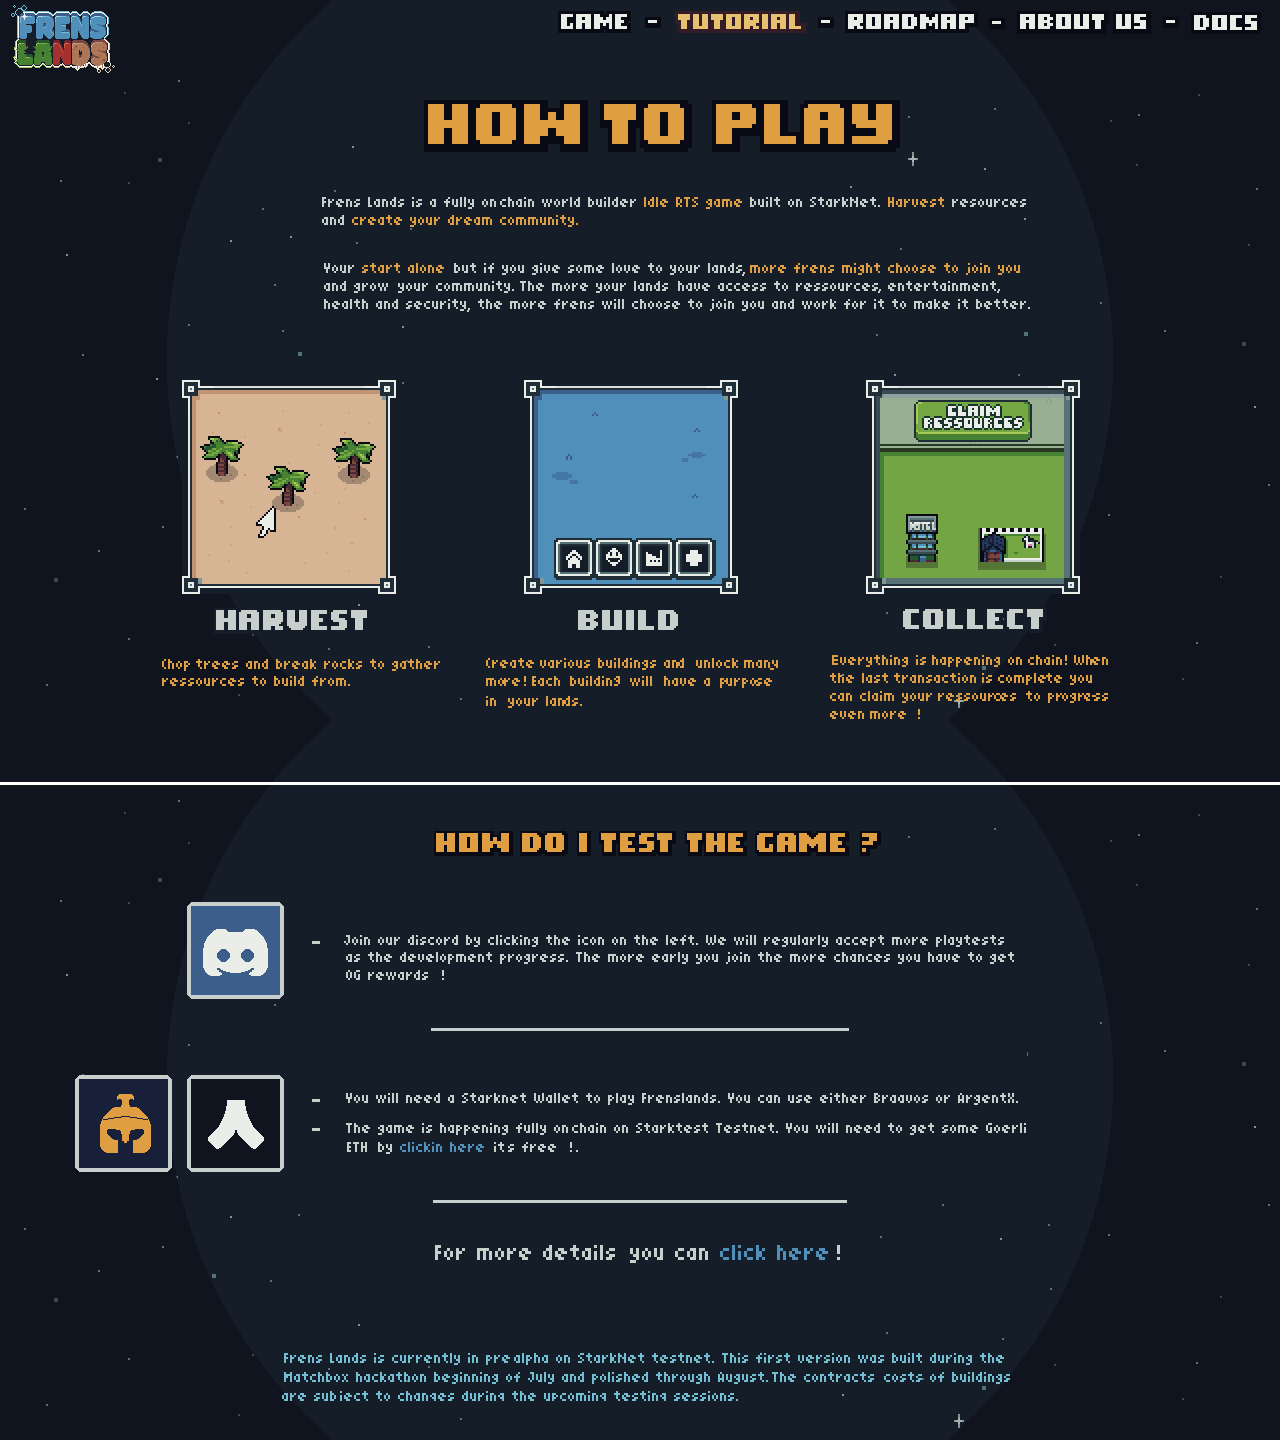 FRENS
LANDS
GAME - TUTORIAL - ROADMAP - ABOUT US - DOCS
HOW TO PLAY
Frens Lands is a fully onchain world builder Idle RTS game built on StarkNet. Harvest resources
and create your dream community.
Your start alone but if you give some love to your lands, more frens might choose to join you
and grow your community. The more your lands have access to ressources, entertainment,
health and security, the more frens will choose to join you and work for it to make it better.
CLAIM
RESSOURCES
HOTEL
HARVEST
BUILD
COLLECT
Chop trees and break rocks to gather
ressources to build from.
Create various buildings and unlock many
more! Each building will have a purpose
in your lands.
Everything is happening on chain! When
the last transaction is complete you
can claim your ressources to progress
even more !
HOW DO I TEST THE GAME ?
- Join our discord by clicking the icon on the left. We will regularly accept more playtests
as the development progress. The more early you join the more chances you have to get
OG rewards !
- You will need a Starknet Wallet to play Frenslands. You can use either Braavos or ArgentX.
- The game is happening fully onchain on Starktest Testnet. You will need to get some Goerli
ETH by clickin here its free !.
For more details you can click here !
Frens Lands is currently in prealpha on StarkNet testnet. This first version was built during the
Matchbox hackathon beginning of July and polished through August. The contracts costs of buildings
are subject to changes during the upcoming testing sessions.